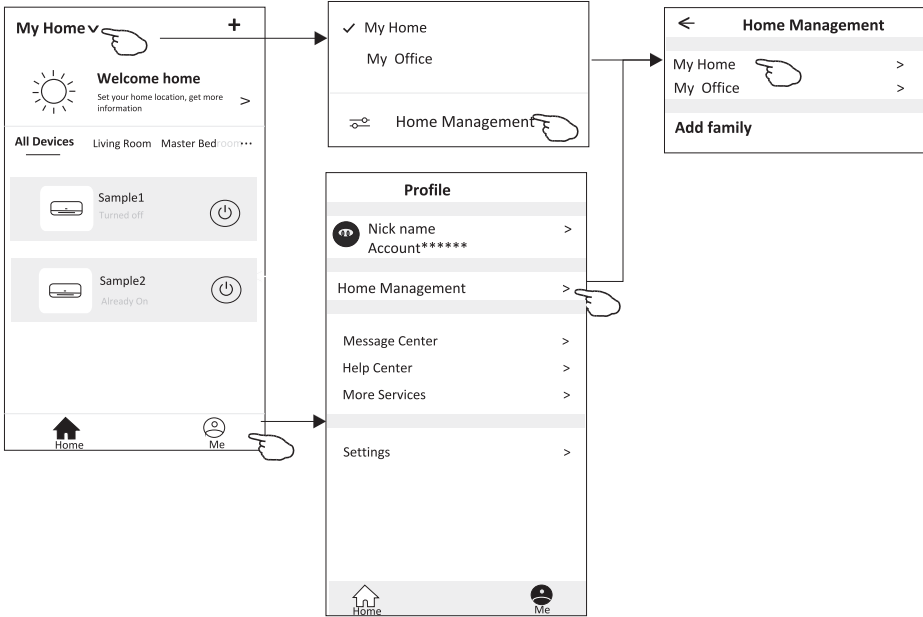 My Home
+
Welcome home
Set your home location, get more
information
>
All Devices Living Room Master Bedroom ...
Sample1
Turned off
Sample2
Already On
Home
Me
✓ My Home
My Office
Home Management
Profile
Nick name >
Account******
Home Management >
Message Center >
Help Center >
More Services >
Settings >
Home
Me
← Home Management
My Home >
My Office >
Add family